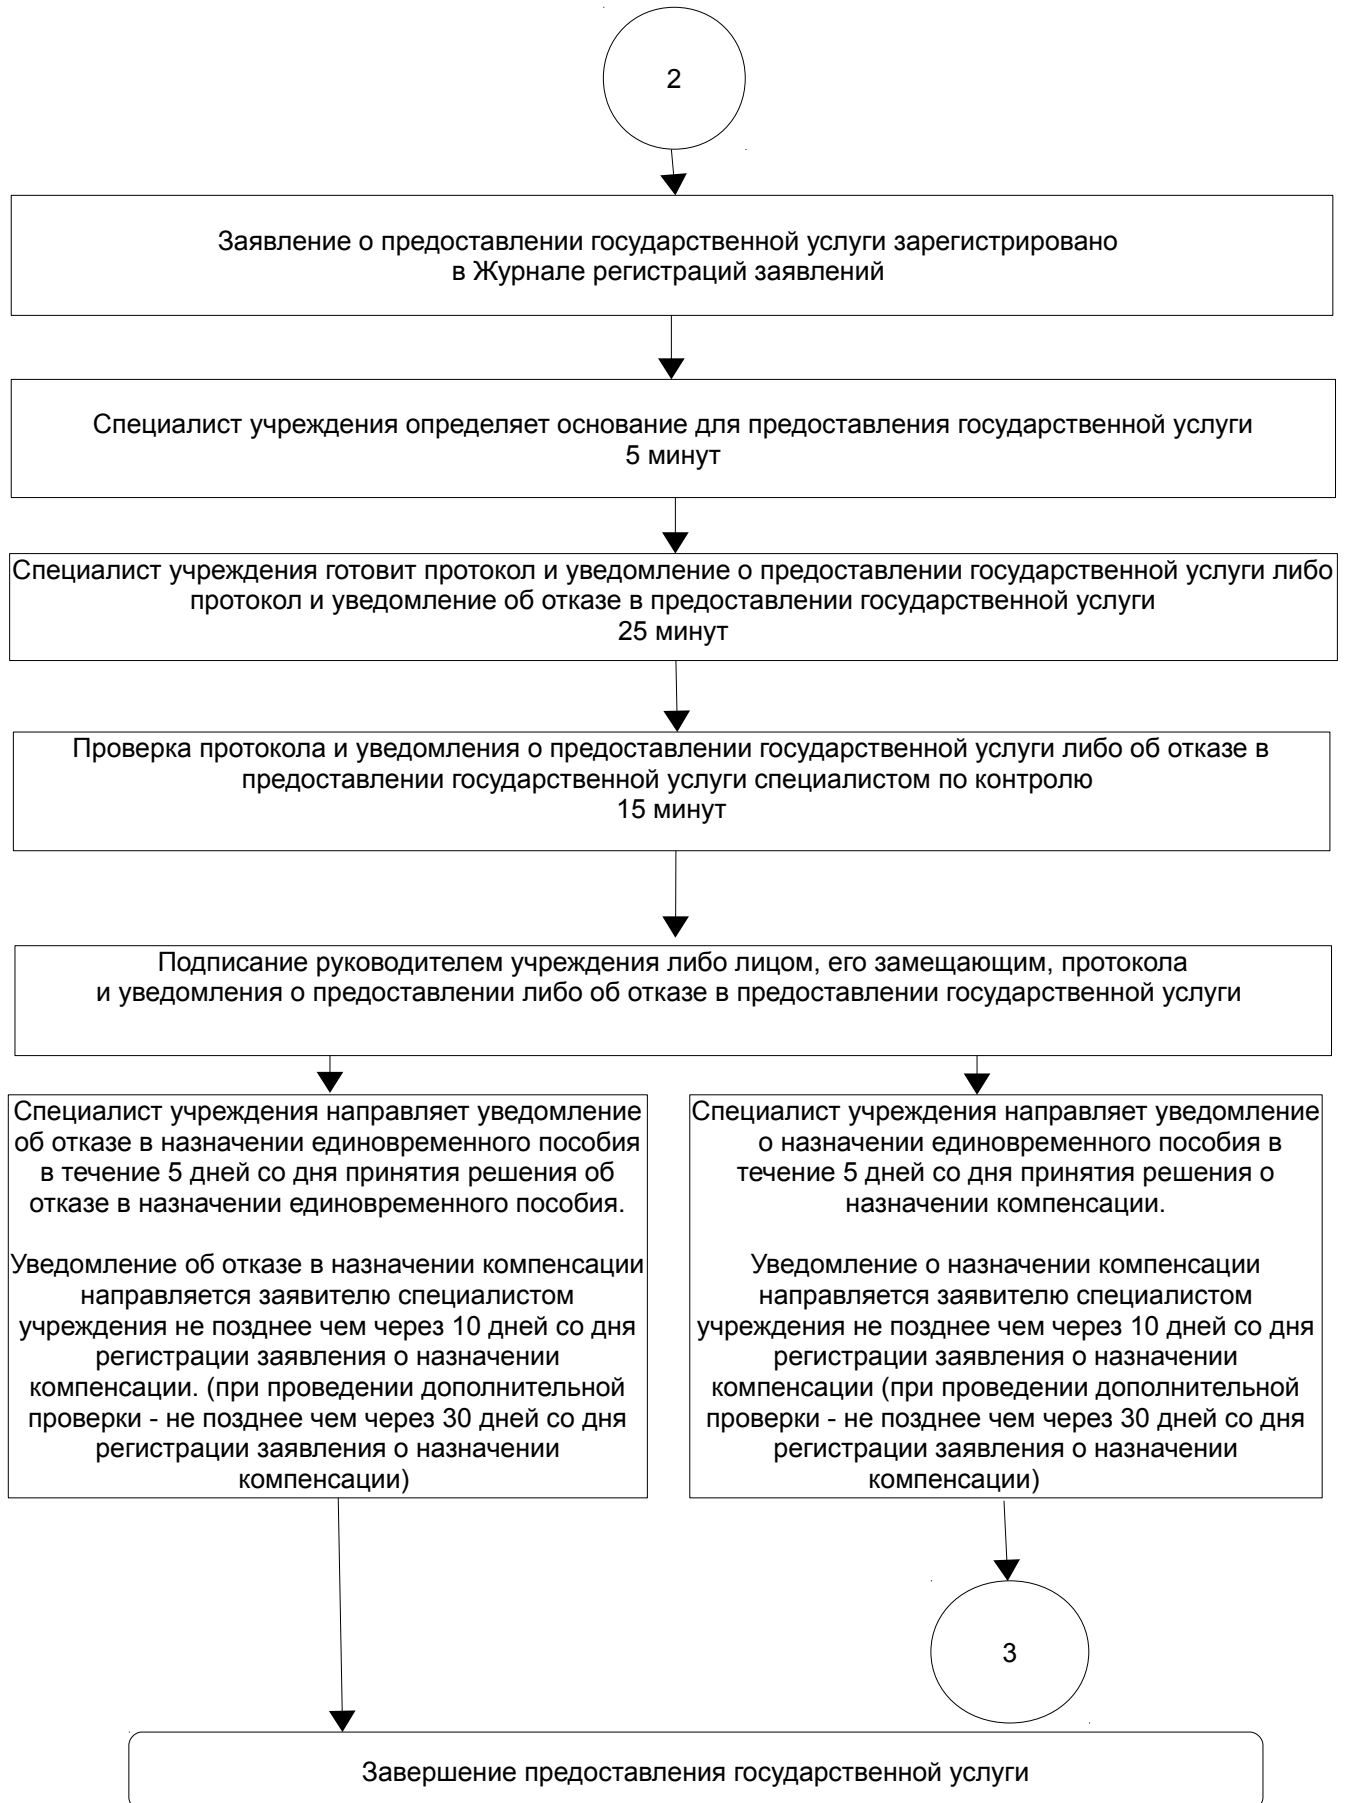 2
Заявление о предоставлении государственной услуги зарегистрировано
в Журнале регистраций заявлений
Специалист учреждения определяет основание для предоставления государственной услуги
5 минут
Специалист учреждения готовит протокол и уведомление о предоставлении государственной услуги либо
протокол и уведомление об отказе в предоставлении государственной услуги
25 минут
Проверка протокола и уведомления о предоставлении государственной услуги либо об отказе в
предоставлении государственной услуги специалистом по контролю
15 минут
Подписание руководителем учреждения либо лицом, его замещающим, протокола
и уведомления о предоставлении либо об отказе в предоставлении государственной услуги
Специалист учреждения направляет уведомление
об отказе в назначении единовременного пособия
в течение 5 дней со дня принятия решения об
отказе в назначении единовременного пособия.
Уведомление об отказе в назначении компенсации
направляется заявителю специалистом
учреждения не позднее чем через 10 дней со дня
регистрации заявления о назначении
компенсации. (при проведении дополнительной
проверки - не позднее чем через 30 дней со дня
регистрации заявления о назначении
компенсации)
Специалист учреждения направляет уведомление
о назначении единовременного пособия в
течение 5 дней со дня принятия решения о
назначении компенсации.
Уведомление о назначении компенсации
направляется заявителю специалистом
учреждения не позднее чем через 10 дней со дня
регистрации заявления о назначении
компенсации (при проведении дополнительной
проверки - не позднее чем через 30 дней со дня
регистрации заявления о назначении
компенсации)
3
Завершение предоставления государственной услуги